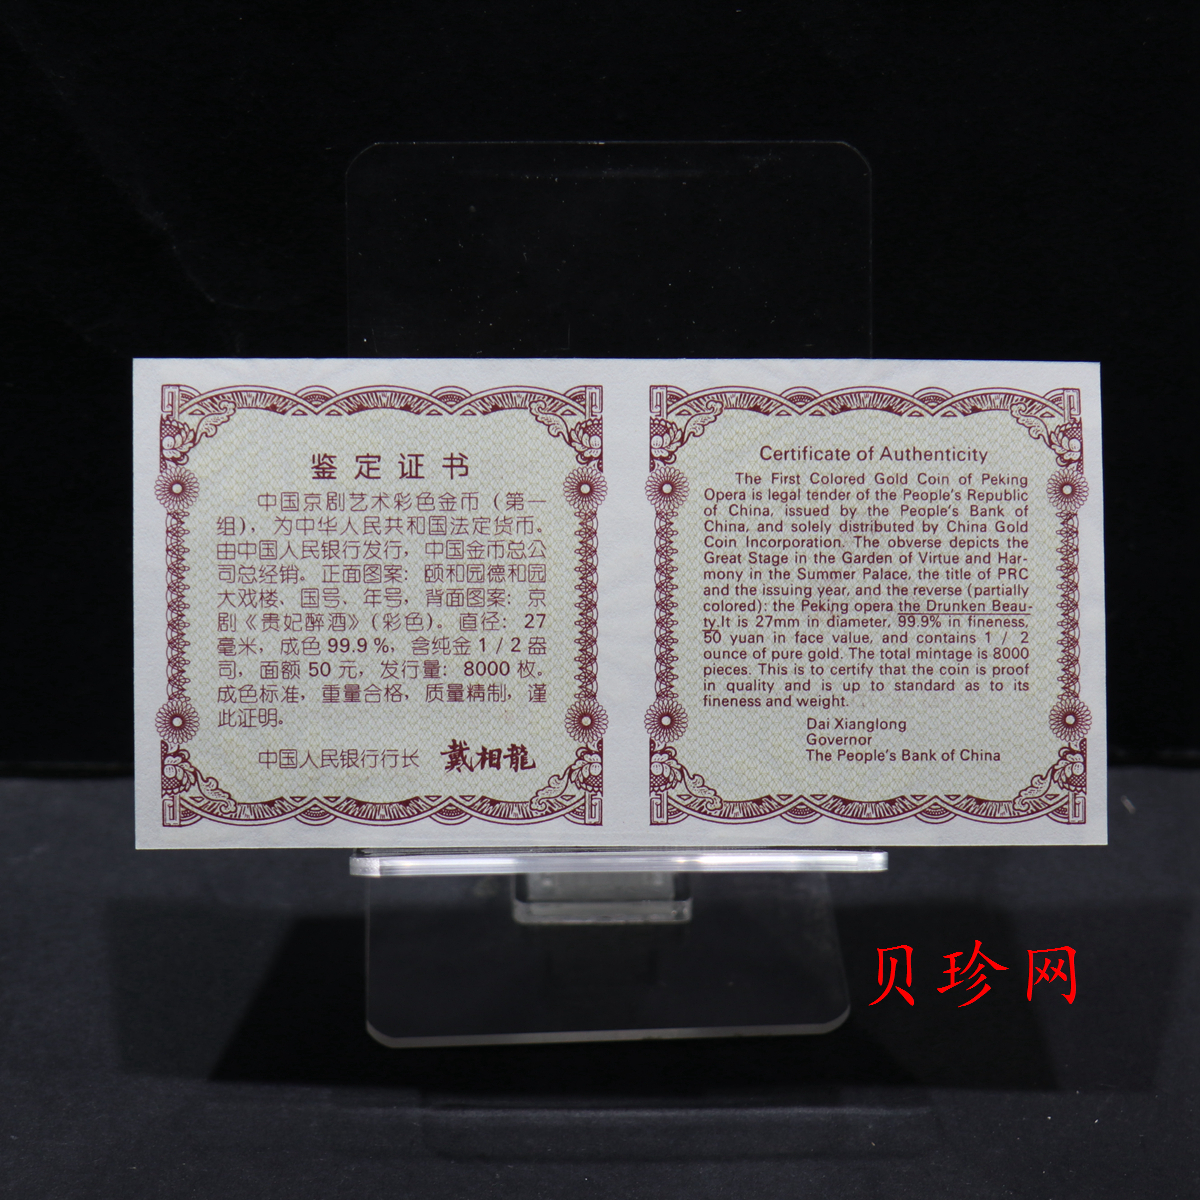 鉴定证书
中国京剧艺术彩色金币（第一
组），为中华人民共和国法定货币。
由中国人民银行发行，中国金币总公
司总经销。正面图案：颐和园德和园
大戏楼、国号、年号，背面图案：京
剧《贵妃醉酒》（彩色）。直径：27
毫米，成色99.9%，含纯金1/2盎
司，面额50元，发行量：8000枚。
成色标准，重量合格，质量精制，谨
此证明。
中国人民银行行长 戴相龍
Certificate of Authenticity
The First Colored Gold Coin of Peking
Opera is legal tender of the People's Republic
of China, issued by the People's Bank of
China, and solely distributed by China Gold
Coin Incorporation. The obverse depicts the
Great Stage in the Garden of Virtue and Har-
mony in the Summer Palace, the title of PRC
and the issuing year, and the reverse (partially
colored): the Peking opera the Drunken Beau-
ty.It is 27mm in diameter, 99.9% in fineness,
50 yuan in face value, and contains 1 / 2
ounce of pure gold. The total mintage is 8000
pieces. This is to certify that the coin is proof
in quality and is up to standard as to its
fineness and weight.
Dai Xianglong
Governor
The People's Bank of China
贝珍网